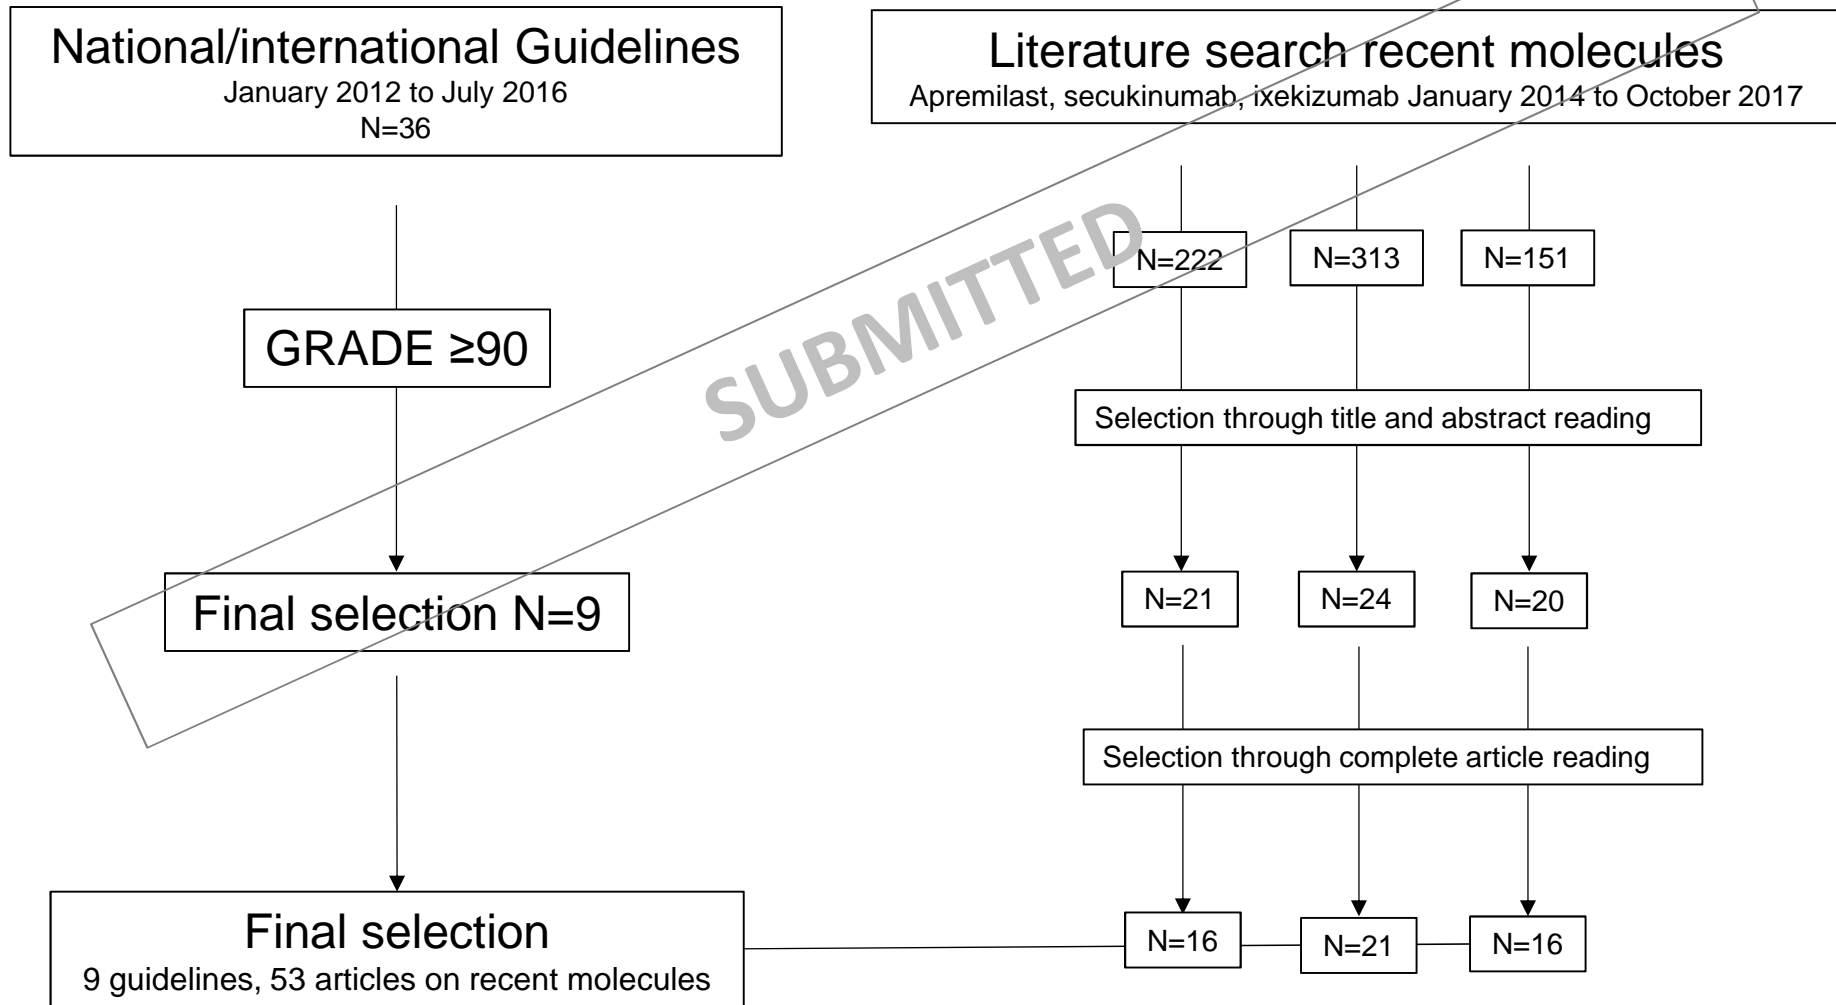 National/international Guidelines
January 2012 to July 2016
N=36
Literature search recent molecules
Apremilast, secukinumab, ixekizumab January 2014 to October 2017
N=222
N=313
N=151
GRADE ≥90
SUBMITTED
Selection through title and abstract reading
Final selection N=9
N=21
N=24
N=20
Selection through complete article reading
Final selection
9 guidelines, 53 articles on recent molecules
N=16
N=21
N=16